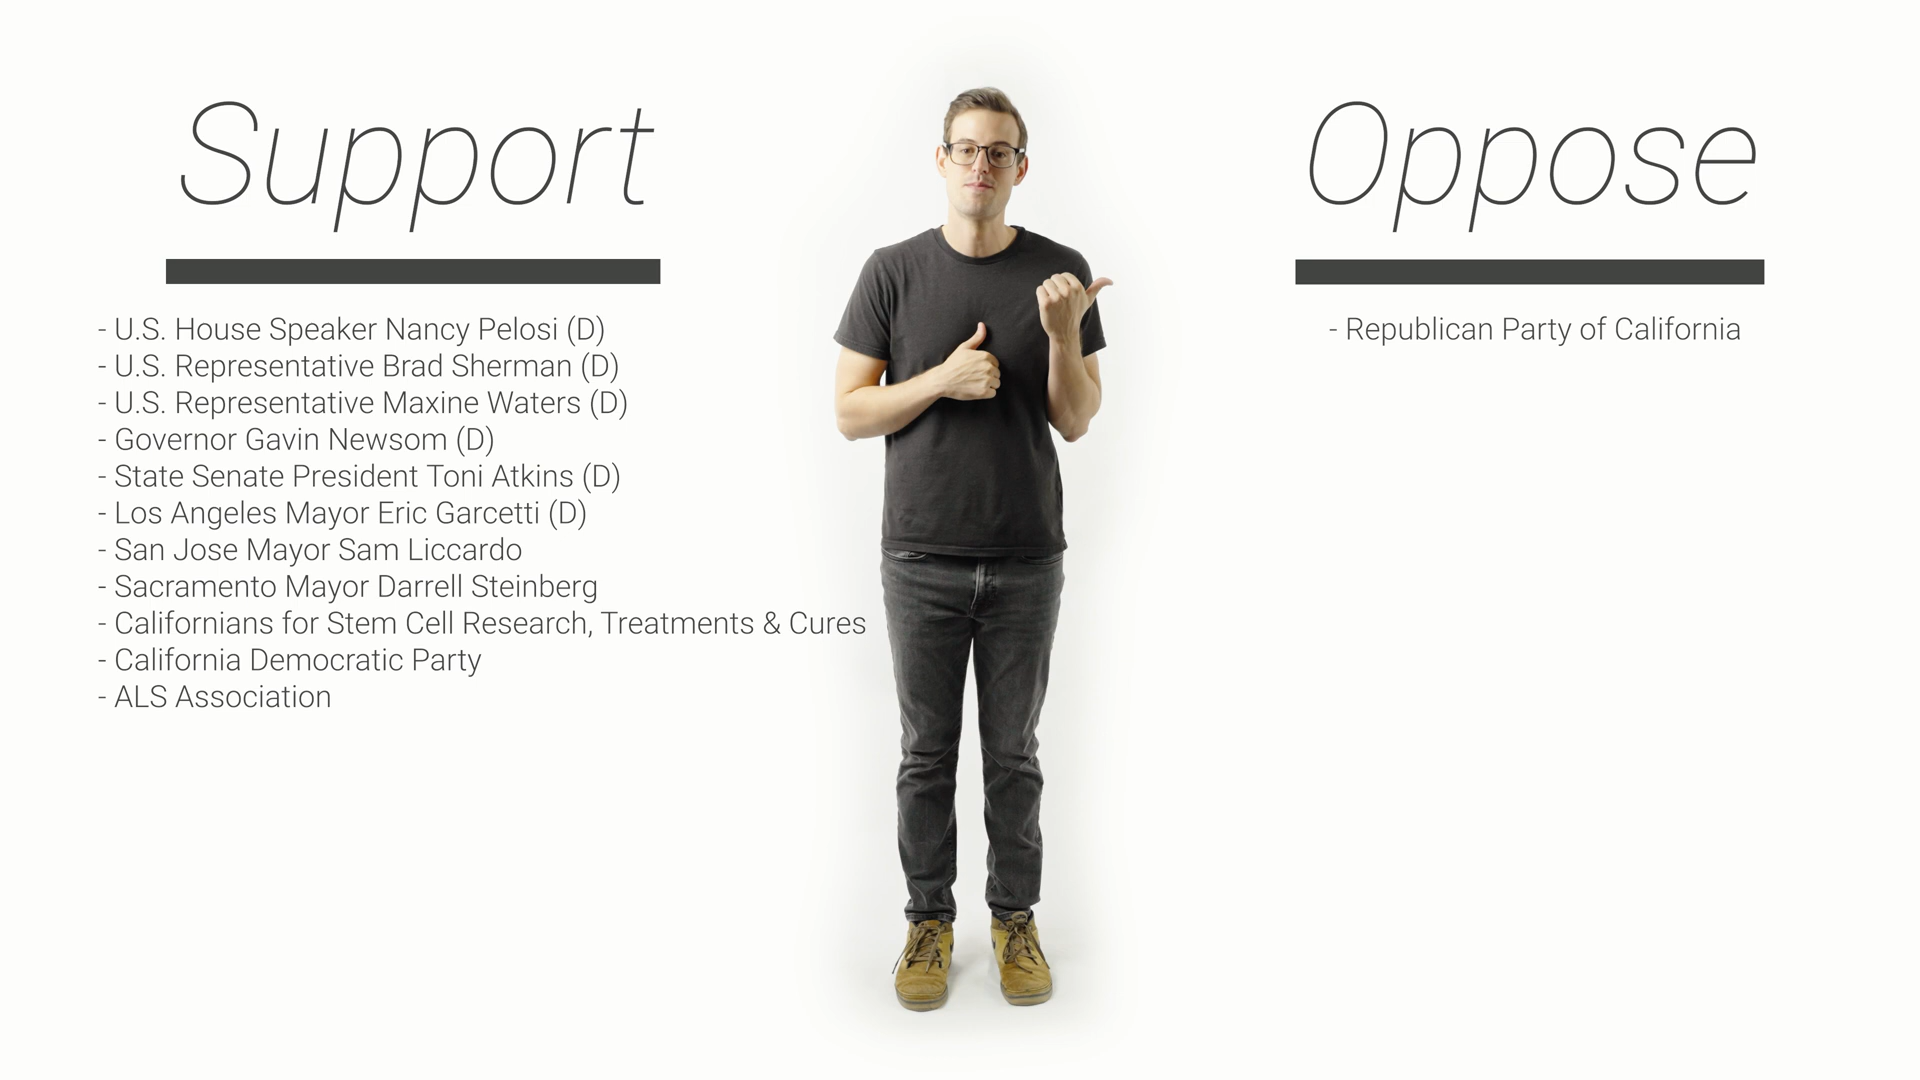 Support
- U.S. House Speaker Nancy Pelosi (D)
- U.S. Representative Brad Sherman (D)
- U.S. Representative Maxine Waters (D)
- Governor Gavin Newsom (D)
- State Senate President Toni Atkins (D)
- Los Angeles Mayor Eric Garcetti (D)
- San Jose Mayor Sam Liccardo
- Sacramento Mayor Darrell Steinberg
- Californians for Stem Cell Research, Treatments & Cures
- California Democratic Party
- ALS Association
Oppose
- Republican Party of California